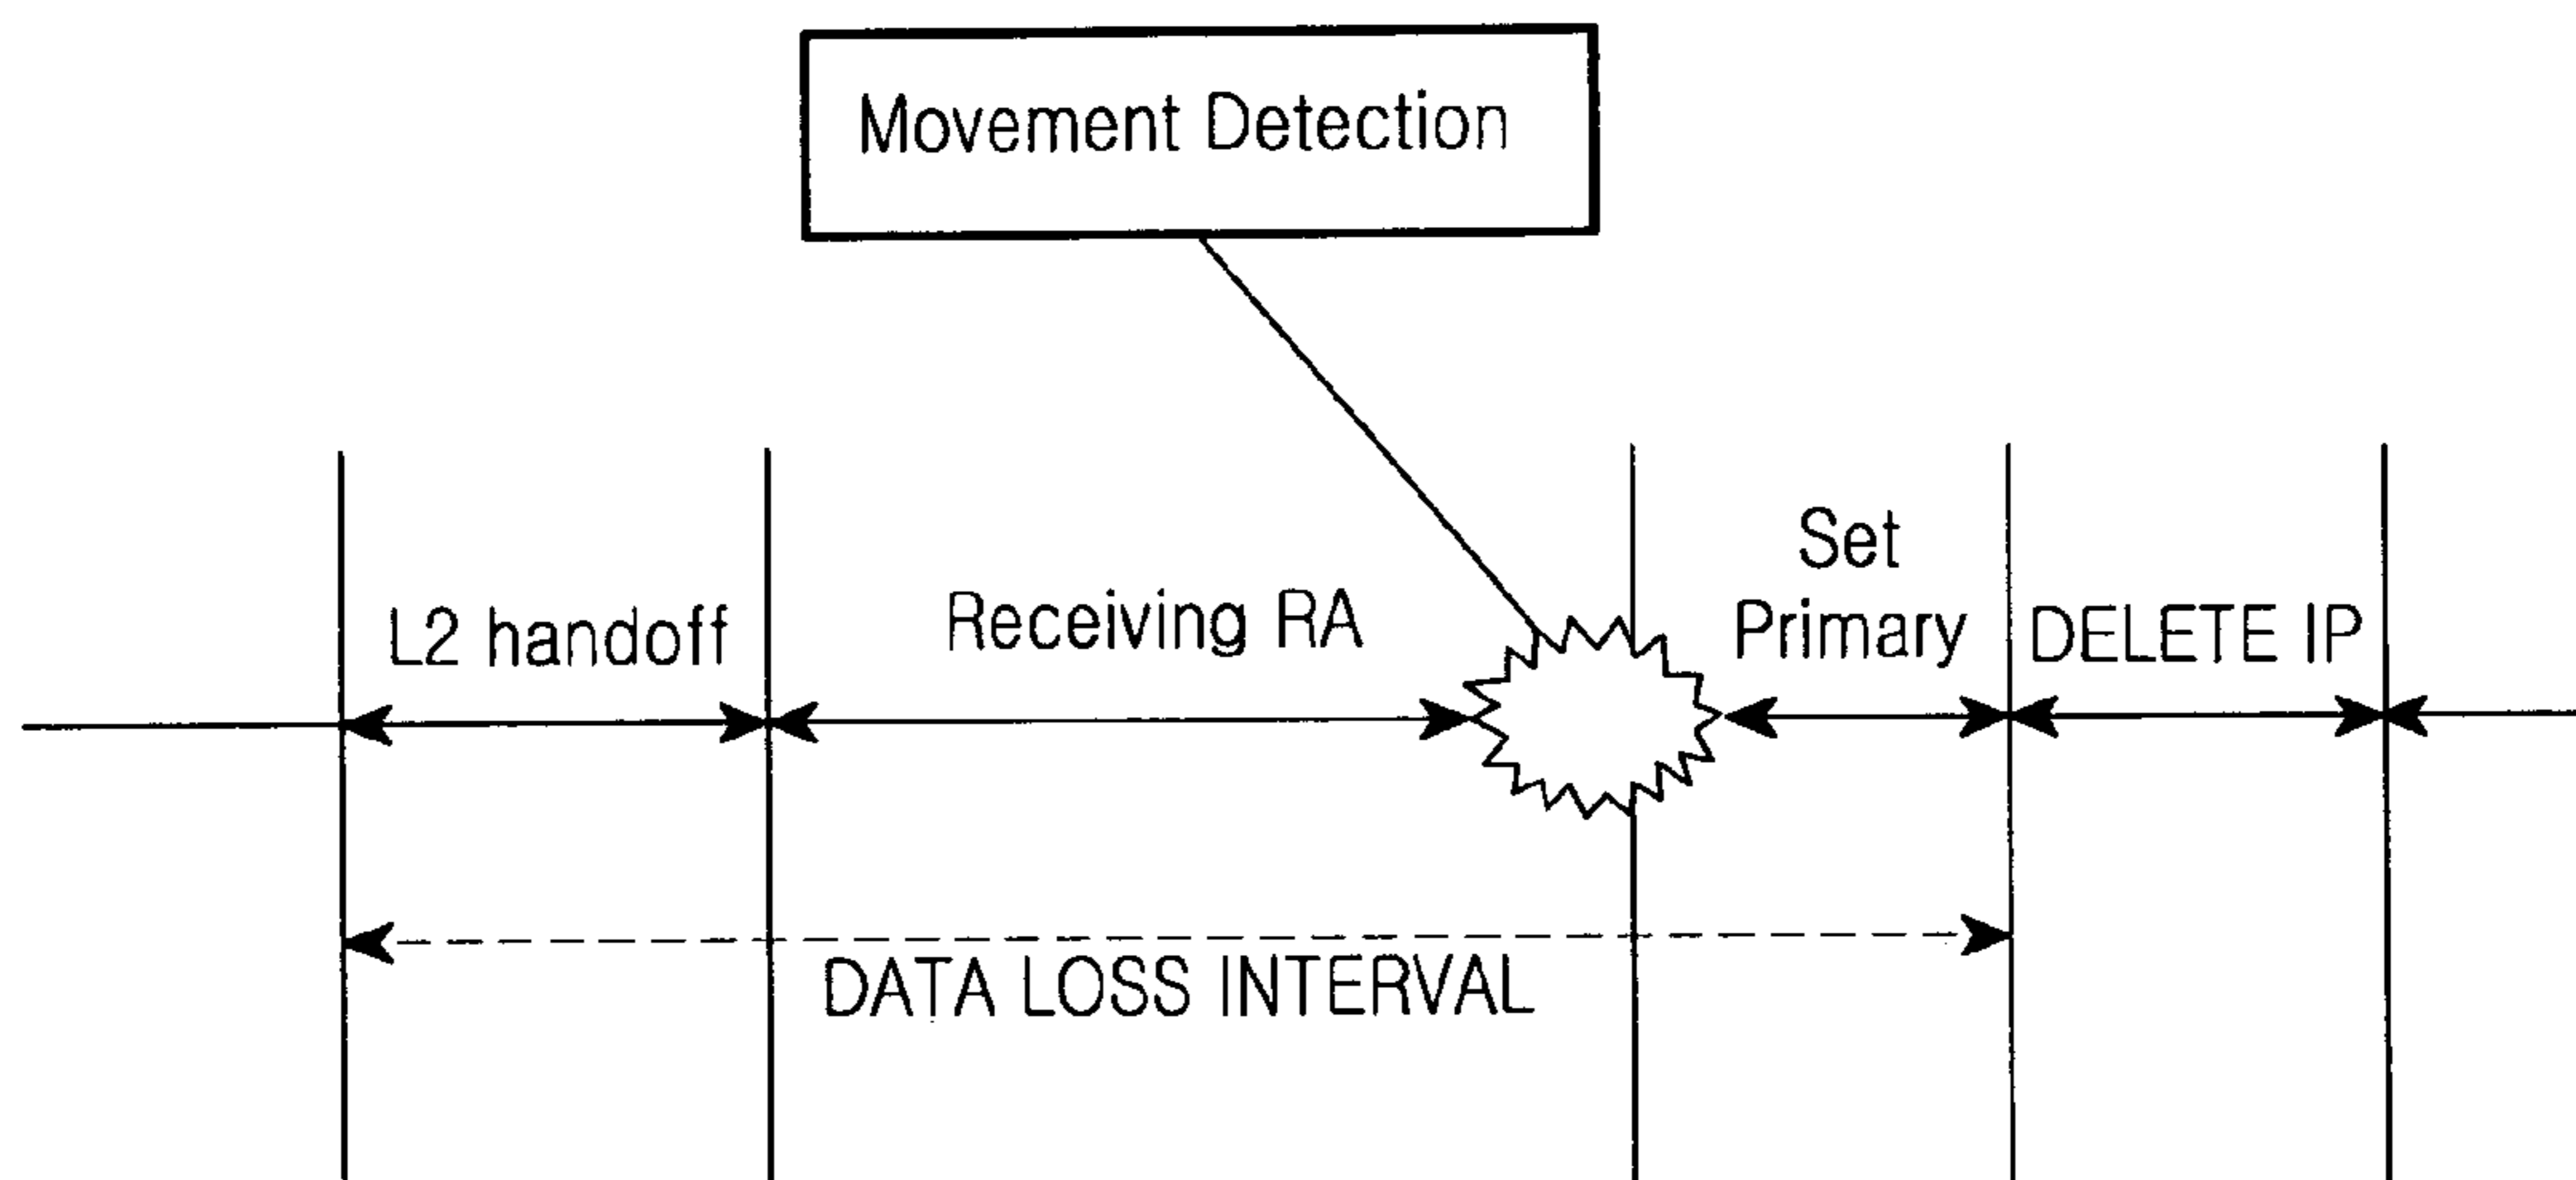 Movement Detection
L2 handoff
Receiving RA
Set
Primary
DELETE IP
DATA LOSS INTERVAL